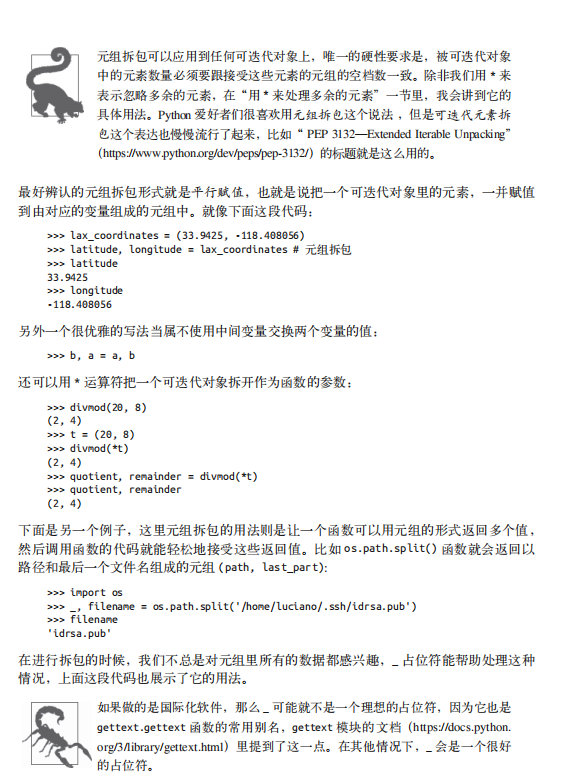 元组拆包可以应用到任何可迭代对象上，唯一的硬性要求是，被可迭代对象
中的元素数量必须要跟接受这些元素的元组的空档数一致。除非我们用 * 来
表示忽略多余的元素，在“用 * 来处理多余的元素”一节里，我会讲到它的
具体用法。Python 爱好者们很喜欢用元组拆包这个说法，但是可迭代元素拆
包这个表达也慢慢流行了起来，比如“PEP 3132—Extended Iterable Unpacking”
（https://www.python.org/dev/peps/pep-3132/）的标题就是这么用的。
最好辨认的元组拆包形式就是平行赋值，也就是说把一个可迭代对象里的元素，一并赋值
到由对应的变量组成的元组中。就像下面这段代码：
>>> lax_coordinates = (33.9425, -118.408056)
>>> latitude, longitude = lax_coordinates # 元组拆包
>>> latitude
33.9425
>>> longitude
-118.408056
另外一个很优雅的写法当属不使用中间变量交换两个变量的值：
>>> b, a = a, b
还可以用 * 运算符把一个可迭代对象拆开作为函数的参数：
>>> divmod(20, 8)
(2, 4)
>>> t = (20, 8)
>>> divmod(*t)
(2, 4)
>>> quotient, remainder = divmod(*t)
>>> quotient, remainder
(2, 4)
下面是另一个例子，这里元组拆包的用法则是让一个函数可以用元组的形式返回多个值，
然后调用函数的代码就能轻松地接受这些返回值。比如 os.path.split() 函数就会返回以
路径和最后一个文件名组成的元组 (path, last_part)：
>>> import os
>>> _, filename = os.path.split('/home/luciano/.ssh/idrsa.pub')
>>> filename
'idrsa.pub'
在进行拆包的时候，我们不总是对元组里所有的数据都感兴趣，_ 占位符能帮助处理这种
情况，上面这段代码也展示了它的用法。
如果做的是国际化软件，那么 _ 可能就不是一个理想的占位符，因为它也是
gettext.gettext 函数的常用别名，gettext 模块的文档（https://docs.python.
org/3/library/gettext.html）里提到了这一点。在其他情况下，_ 会是一个很好
的占位符。